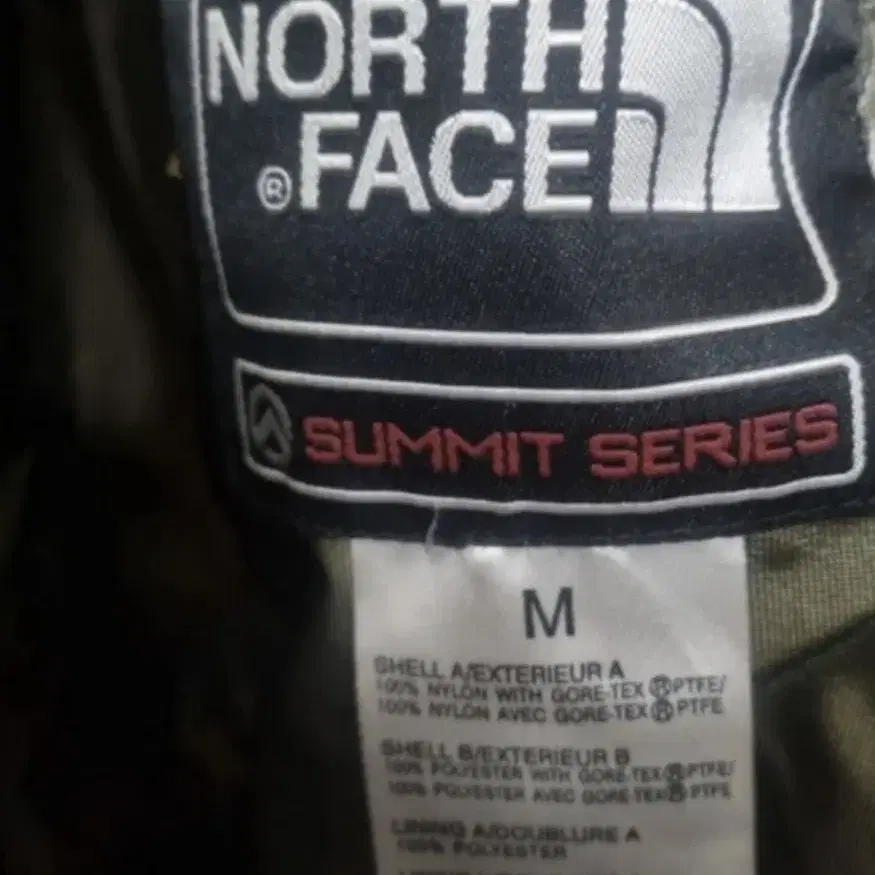 NORTH
®FACE
SUMMIT SERIES
M
SHELL A/EXTERIEUR A
100% NYLON WITH GORE-TEX ® PTFE/
100% NYLON AVEC GORE-TEX ® PTFE
SHELL B/EXTERIEUR B
100% POLYESTER WITH GORE-TEX ® PTFE/
100% POLYESTER AVEC GORE-TEX ® PTFE
LINING A/DOUBLURE A
100% POLYESTER